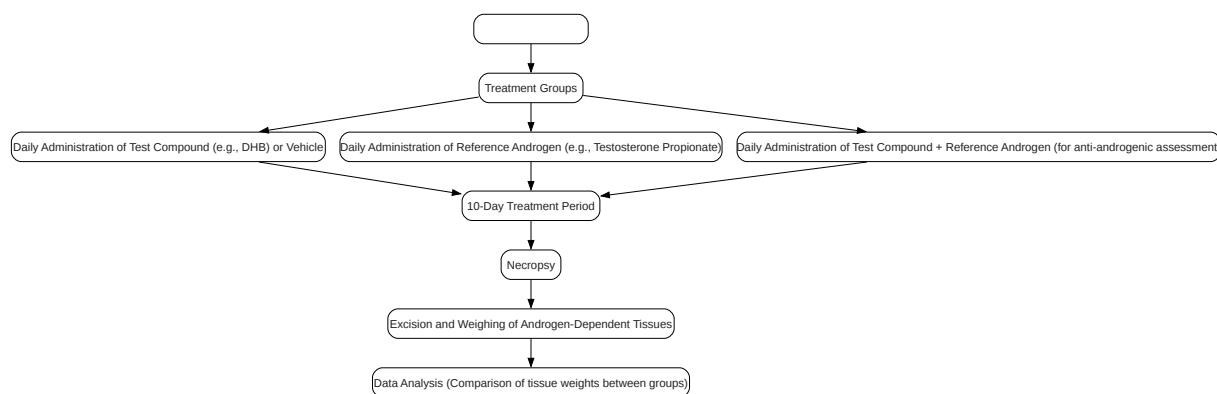 Treatment Groups
Daily Administration of Test Compound (e.g., DHB) or Vehicle
Daily Administration of Reference Androgen (e.g., Testosterone Propionate)
Daily Administration of Test Compound + Reference Androgen (for anti-androgenic assessment
10-Day Treatment Period
Necropsy
Excision and Weighing of Androgen-Dependent Tissues
Data Analysis (Comparison of tissue weights between groups)